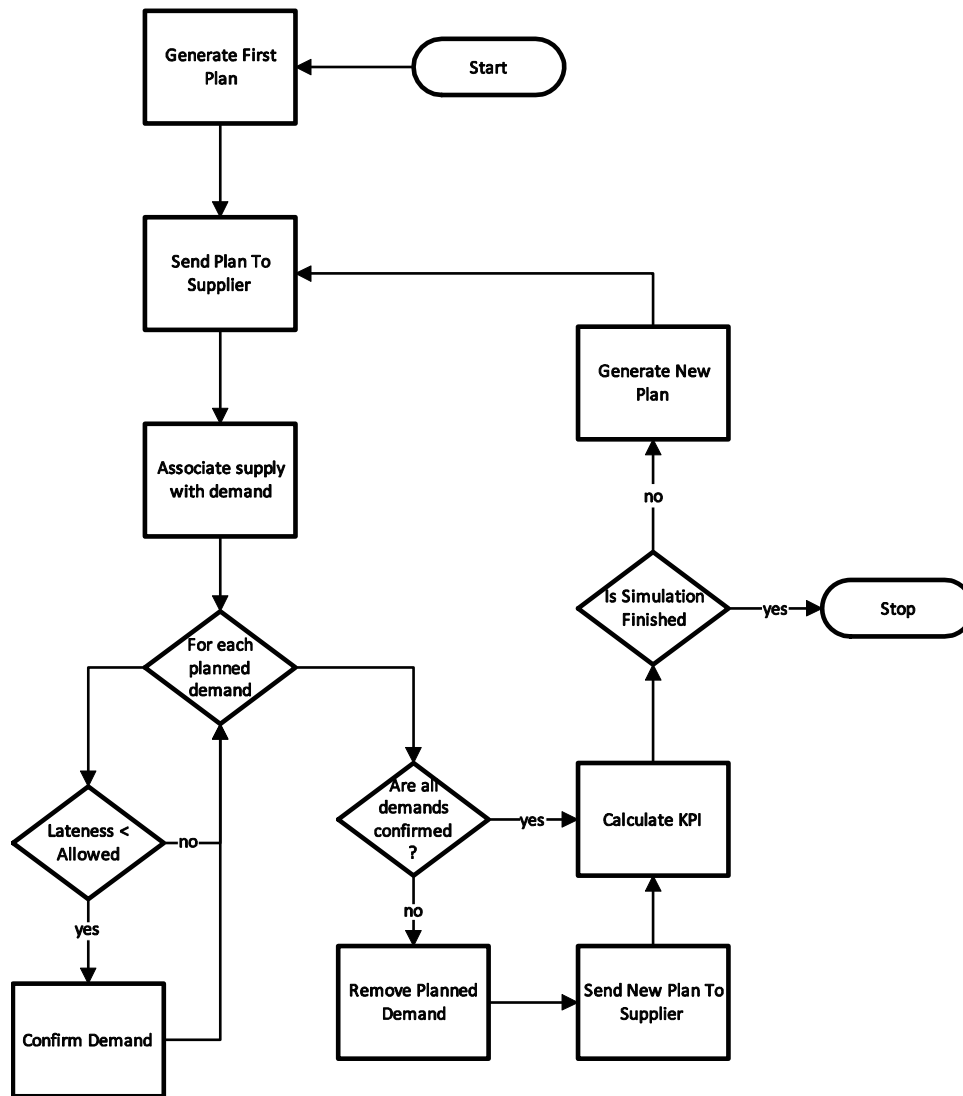 Generate First
Plan
Start
Send Plan To
Supplier
Generate New
Plan
Associate supply
with demand
no
Is Simulation
Finished
yes
Stop
For each
planned
demand
Are all
demands
confirmed
?
yes
Calculate KPI
Lateness <
Allowed
no
yes
no
Remove Planned
Demand
Send New Plan To
Supplier
Confirm Demand